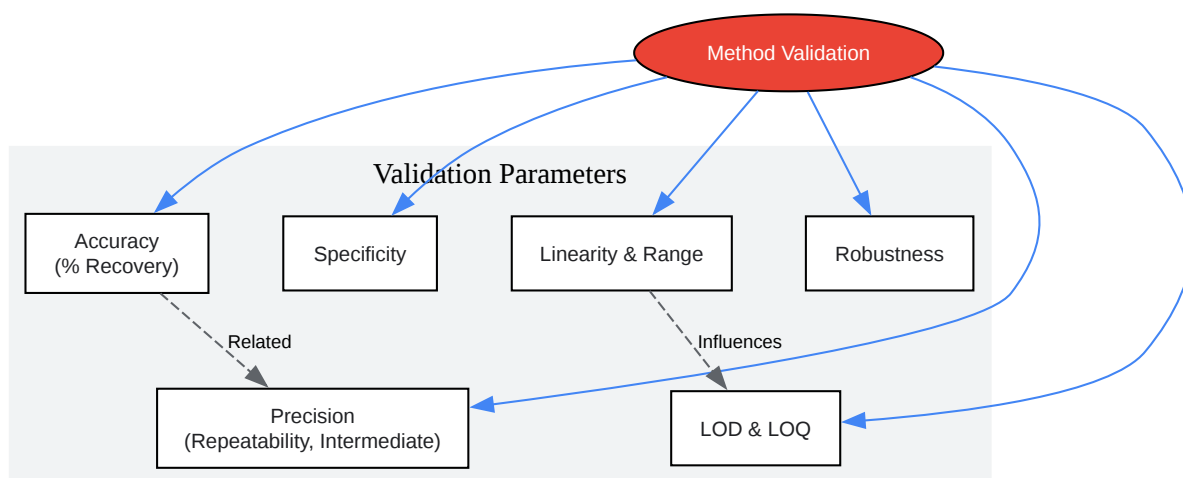 Method Validation
Validation Parameters
Accuracy
(% Recovery)
Specificity
Linearity & Range
Robustness
Related
Influences
Precision
(Repeatability, Intermediate)
LOD & LOQ